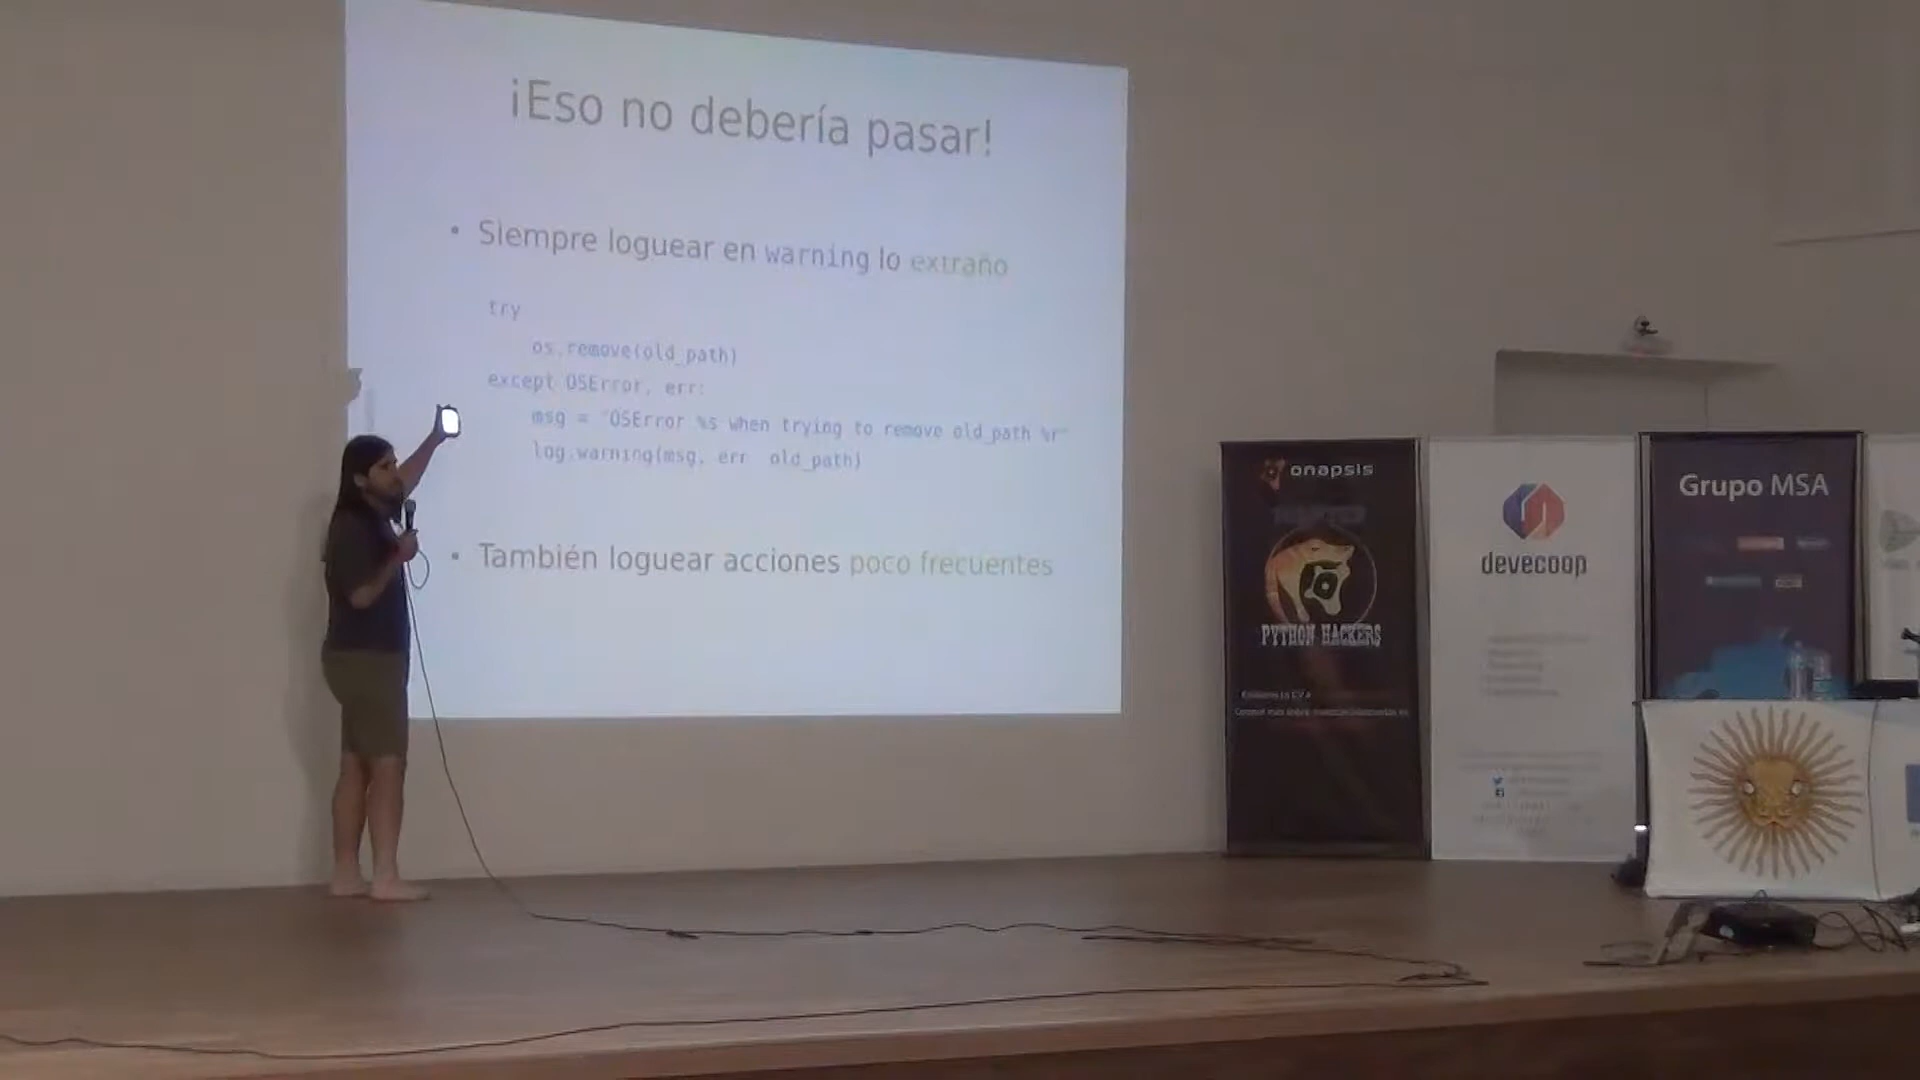 ¡Eso no debería pasar!
• Siempre loguear en warning lo extraño
try
os.remove(old_path)
except OSError, err:
msg = "OSError %s when trying to remove old_path %r"
log.warning(msg, err old_path)
• También loguear acciones poco frecuentes
onapsis
PYTHON HACKERS
devecoop
Grupo MSA